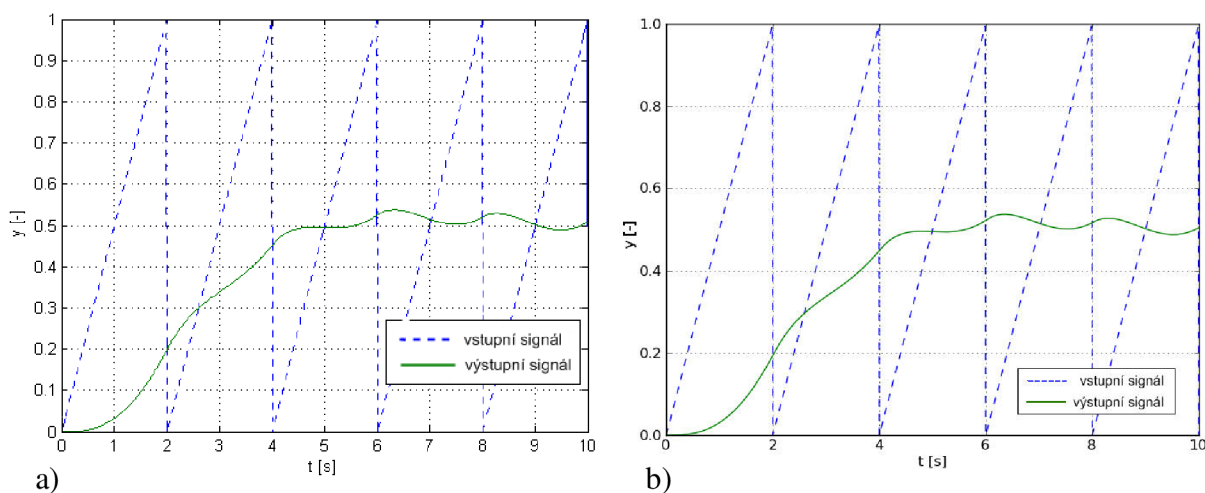 1
0.9
0.8
0.7
0.6
0.5
0.4
0.3
0.2
0.1
0
y [-]
0 1 2 3 4 5 6 7 8 9 10
t [s]
vstupní signál
výstupní signál
a)
1.0
0.8
0.6
0.4
0.2
0.0
y [-]
0 2 4 6 8 10
t [s]
vstupní signál
výstupní signál
b)